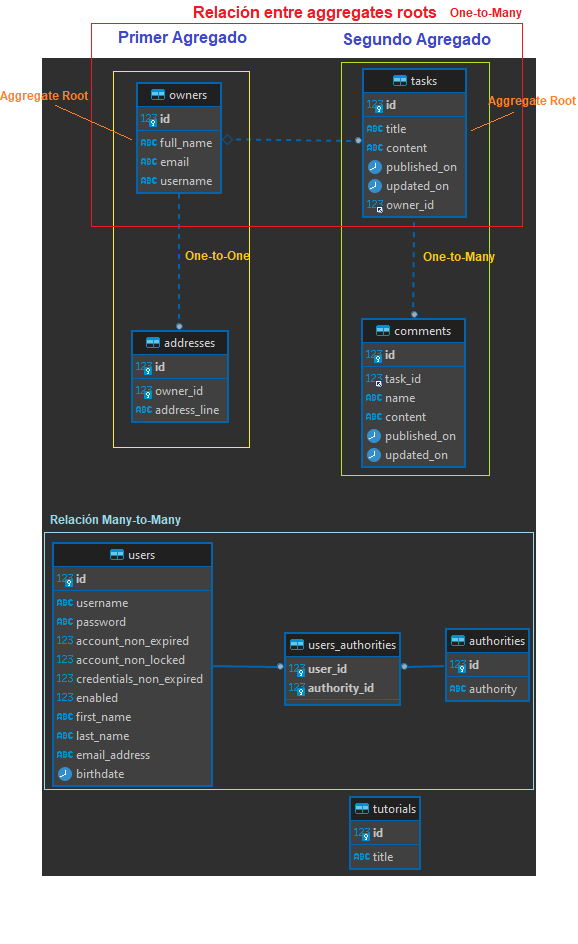 Relación entre aggregates roots One-to-Many
Primer Agregado
Segundo Agregado
Aggregate Root
Aggregate Root
owners
123 id
ABC full_name
ABC email
ABC username
tasks
123 id
ABC title
ABC content
published_on
updated_on
123 owner_id
One-to-One
One-to-Many
addresses
123 id
123 owner_id
ABC address_line
comments
123 id
123 task_id
ABC name
ABC content
published_on
updated_on
Relación Many-to-Many
users
123 id
ABC username
ABC password
123 account_non_expired
123 account_non_locked
123 credentials_non_expired
123 enabled
ABC first_name
ABC last_name
ABC email_address
birthdate
users_authorities
123 user_id
123 authority_id
authorities
123 id
ABC authority
tutorials
123 id
ABC title